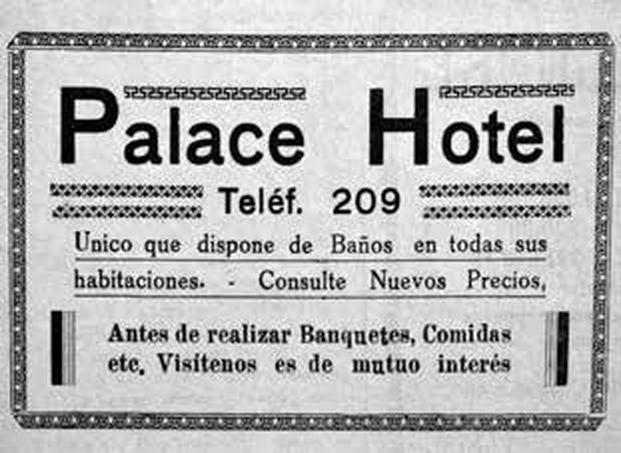 Palace Hotel
Teléf. 209
Unico que dispone de Baños en todas sus
habitaciones. - Consulte Nuevos Precios,
Antes de realizar Banquetes, Comidas
etc. Visítenos es de mutuo interés